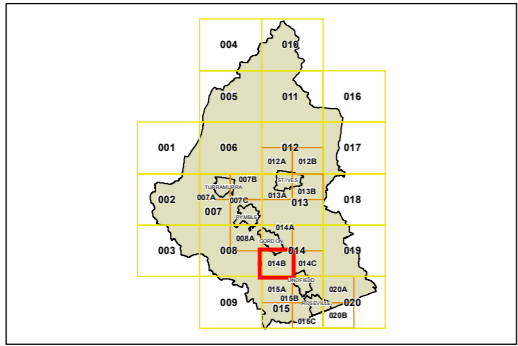 004 010
005 011 016
001 006 012 017
012A 012B
007B
TURRAMURRA ST.IVES
002 007A 007C 013A 013B 018
007 013
PYMBLE
014A
008A GORDON
003 008 014 019
014B 014C
LINDFIELD
015A 020A
009 015B ROSEVILLE 020
015
015C 020B